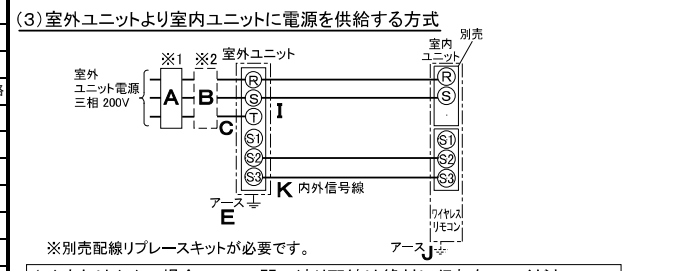 (3)室外ユニットより室内ユニットに電源を供給する方式
別売
※1 ※2 室外ユニット
室内
ユニット
室外
ユニット電源
三相 200V
A B
C
R
S
T
S1
S2
S3
I
R
S
S1
S2
S3
K 内外信号線
アース
E
ワイヤレス
リモコン
アース J
※別売配線リプレースキットが必要です。